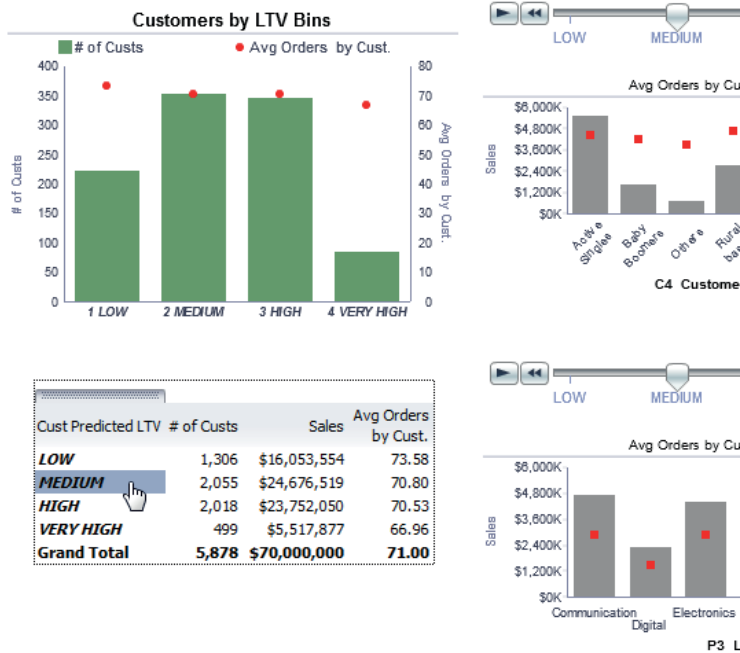 Customers by LTV Bins
# of Custs
Avg Orders by Cust.
400
350
300
250
200
150
100
50
0
# of Custs
80
70
60
50
40
30
20
10
0
Avg Orders by Cust.
1 LOW
2 MEDIUM
3 HIGH
4 VERY HIGH
LOW
MEDIUM
Avg Orders by Cu
Sales
$6,000K
$4,800K
$3,600K
$2,400K
$1,200K
$0K
Active Singles
Baby Boomers
Others
Rural
C4 Custome
Cust Predicted LTV # of Custs Sales Avg Orders by Cust.
LOW 1,306 $16,053,554 73.58
MEDIUM 2,055 $24,676,519 70.80
HIGH 2,018 $23,752,050 70.53
VERY HIGH 499 $5,517,877 66.96
Grand Total 5,878 $70,000,000 71.00
LOW
MEDIUM
Avg Orders by Cu
Sales
$6,000K
$4,800K
$3,600K
$2,400K
$1,200K
$0K
Communication
Digital
Electronics
P3 L